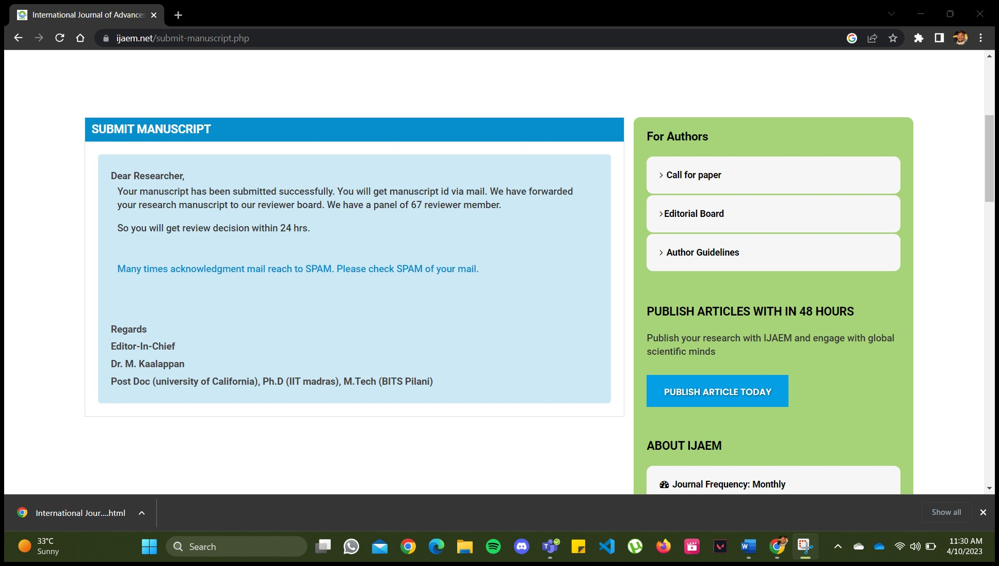 International Journal of Advances
ijaem.net/submit-manuscript.php
SUBMIT MANUSCRIPT
Dear Researcher,
Your manuscript has been submitted successfully. You will get manuscript id via mail. We have forwarded
your research manuscript to our reviewer board. We have a panel of 67 reviewer member.
So you will get review decision within 24 hrs.
Many times acknowledgment mail reach to SPAM. Please check SPAM of your mail.
Regards
Editor-In-Chief
Dr. M. Kaalappan
Post Doc (university of California), Ph.D (IIT madras), M.Tech (BITS Pilani)
For Authors
> Call for paper
>Editorial Board
> Author Guidelines
PUBLISH ARTICLES WITH IN 48 HOURS
Publish your research with IJAEM and engage with global
scientific minds
PUBLISH ARTICLE TODAY
ABOUT IJAEM
Journal Frequency: Monthly
International Jour....html
Show all
33°C
Sunny
Search
11:30 AM
4/10/2023